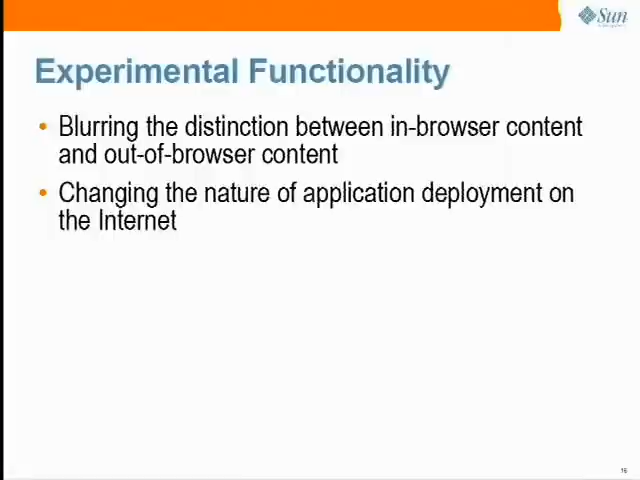 Sun
Experimental Functionality
• Blurring the distinction between in-browser content
and out-of-browser content
• Changing the nature of application deployment on
the Internet
16